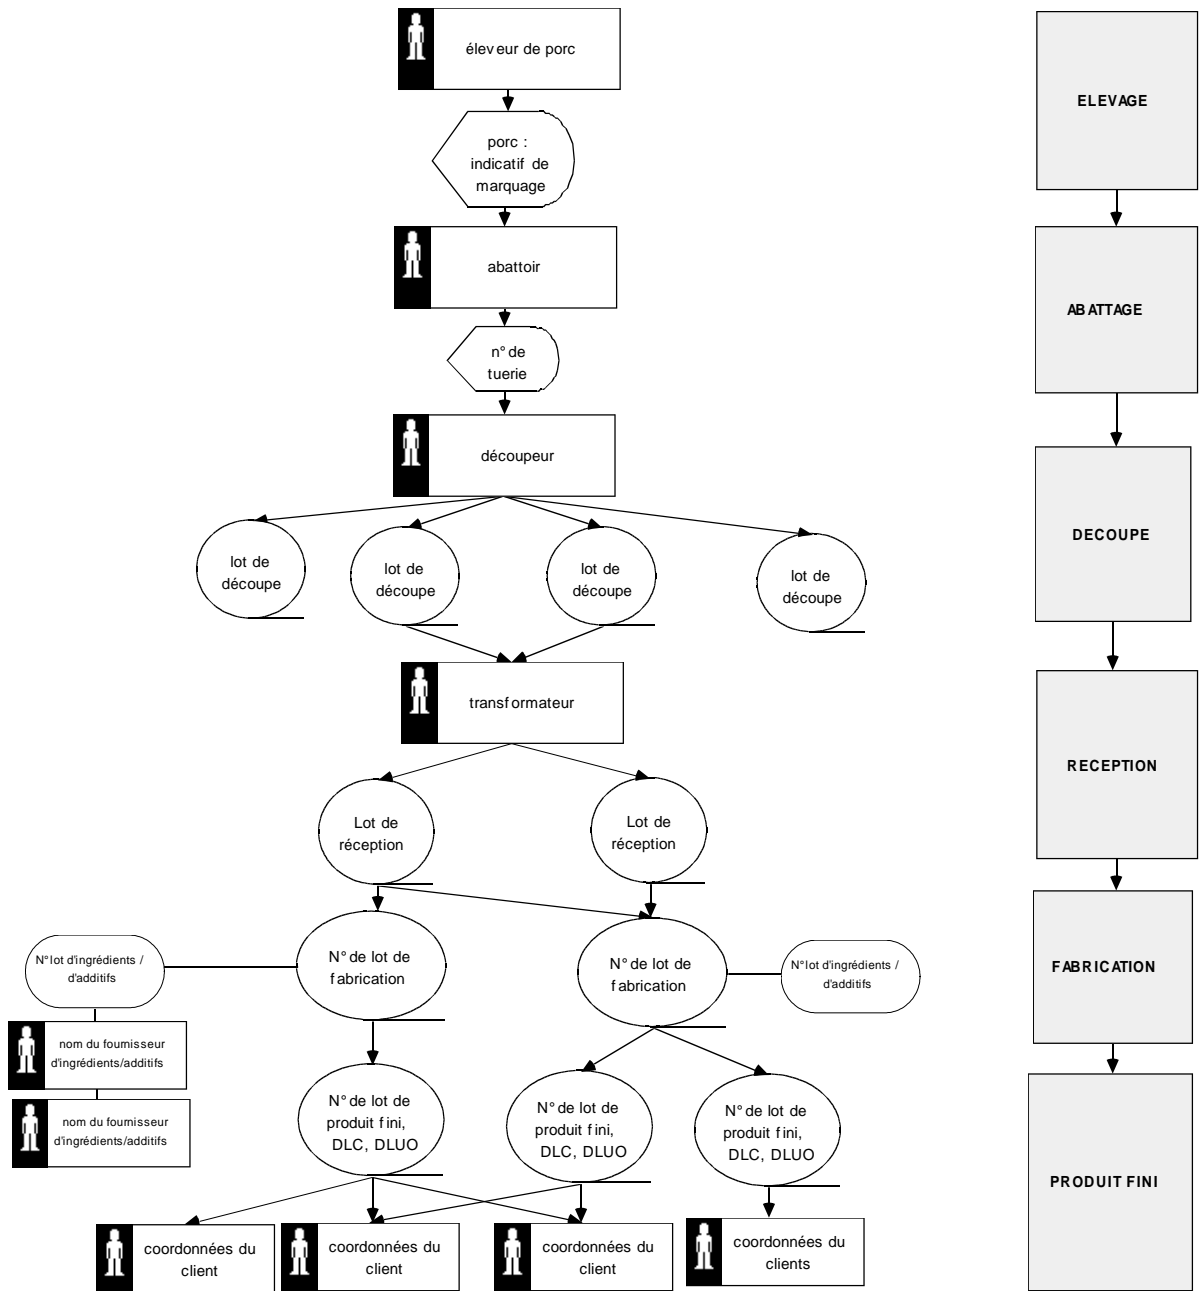 éleveur de porc
ELEVAGE
porc :
indicatif de
marquage
abattoir
ABATTAGE
n° de
tuerie
découpeur
DECOUPE
lot de
découpe
lot de
découpe
lot de
découpe
lot de
découpe
transformateur
RECEPTION
Lot de
réception
Lot de
réception
N°lot d'ingrédients /
d'additifs
N° de lot de
fabrication
N° de lot de
fabrication
N°lot d'ingrédients /
d'additifs
FABRICATION
nom du fournisseur
d'ingrédients/additifs
nom du fournisseur
d'ingrédients/additifs
N° de lot de
produit fini,
DLC, DLUO
N° de lot de
produit fini,
DLC, DLUO
N° de lot de
produit fini,
DLC, DLUO
PRODUIT FINI
coordonnées du
client
coordonnées du
client
coordonnées du
client
coordonnées du
clients